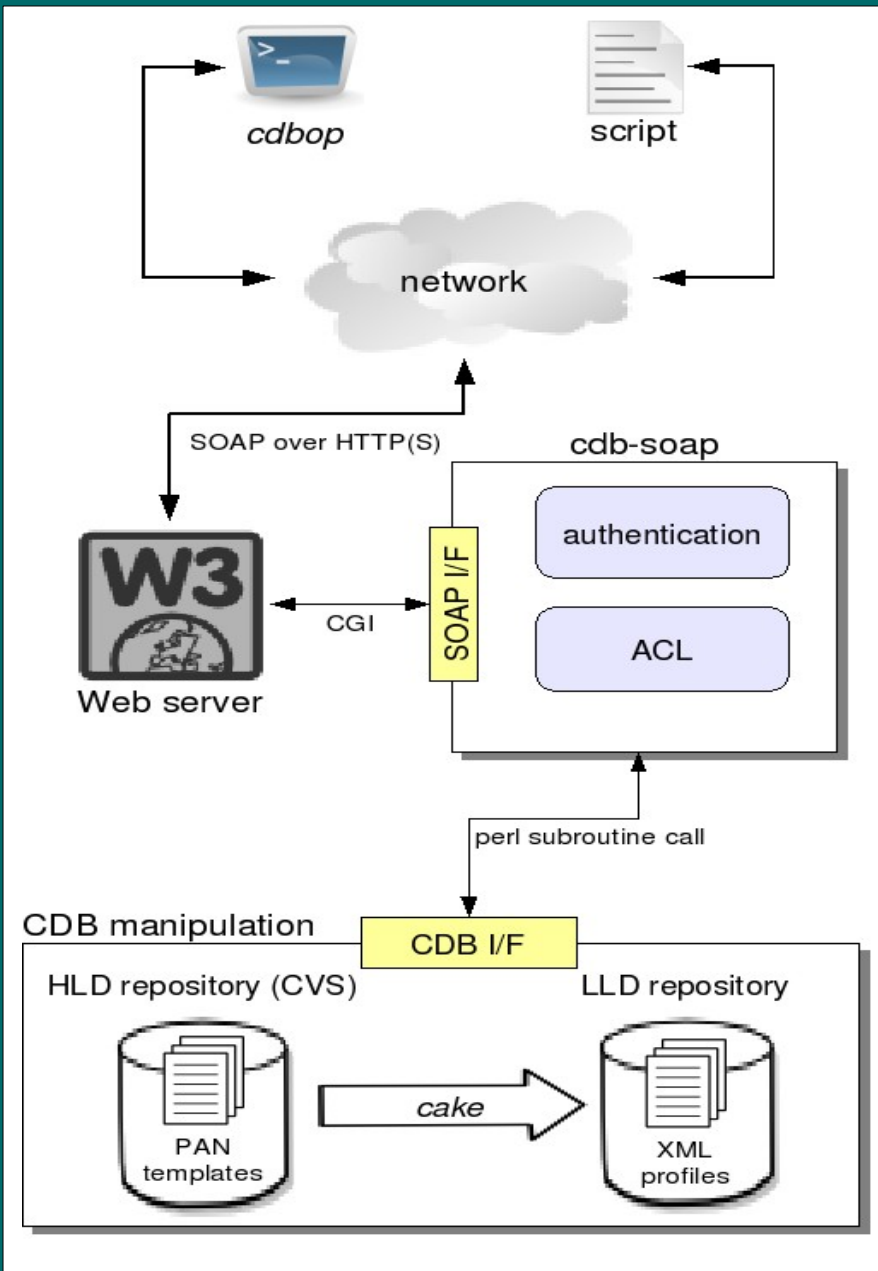 >_
cdbop
script
network
SOAP over HTTP(S)
cdb-soap
authentication
SOAP I/F
W3
CGI
ACL
Web server
perl subroutine call
CDB manipulation
CDB I/F
HLD repository (CVS)
LLD repository
cake
PAN
templates
XML
profiles